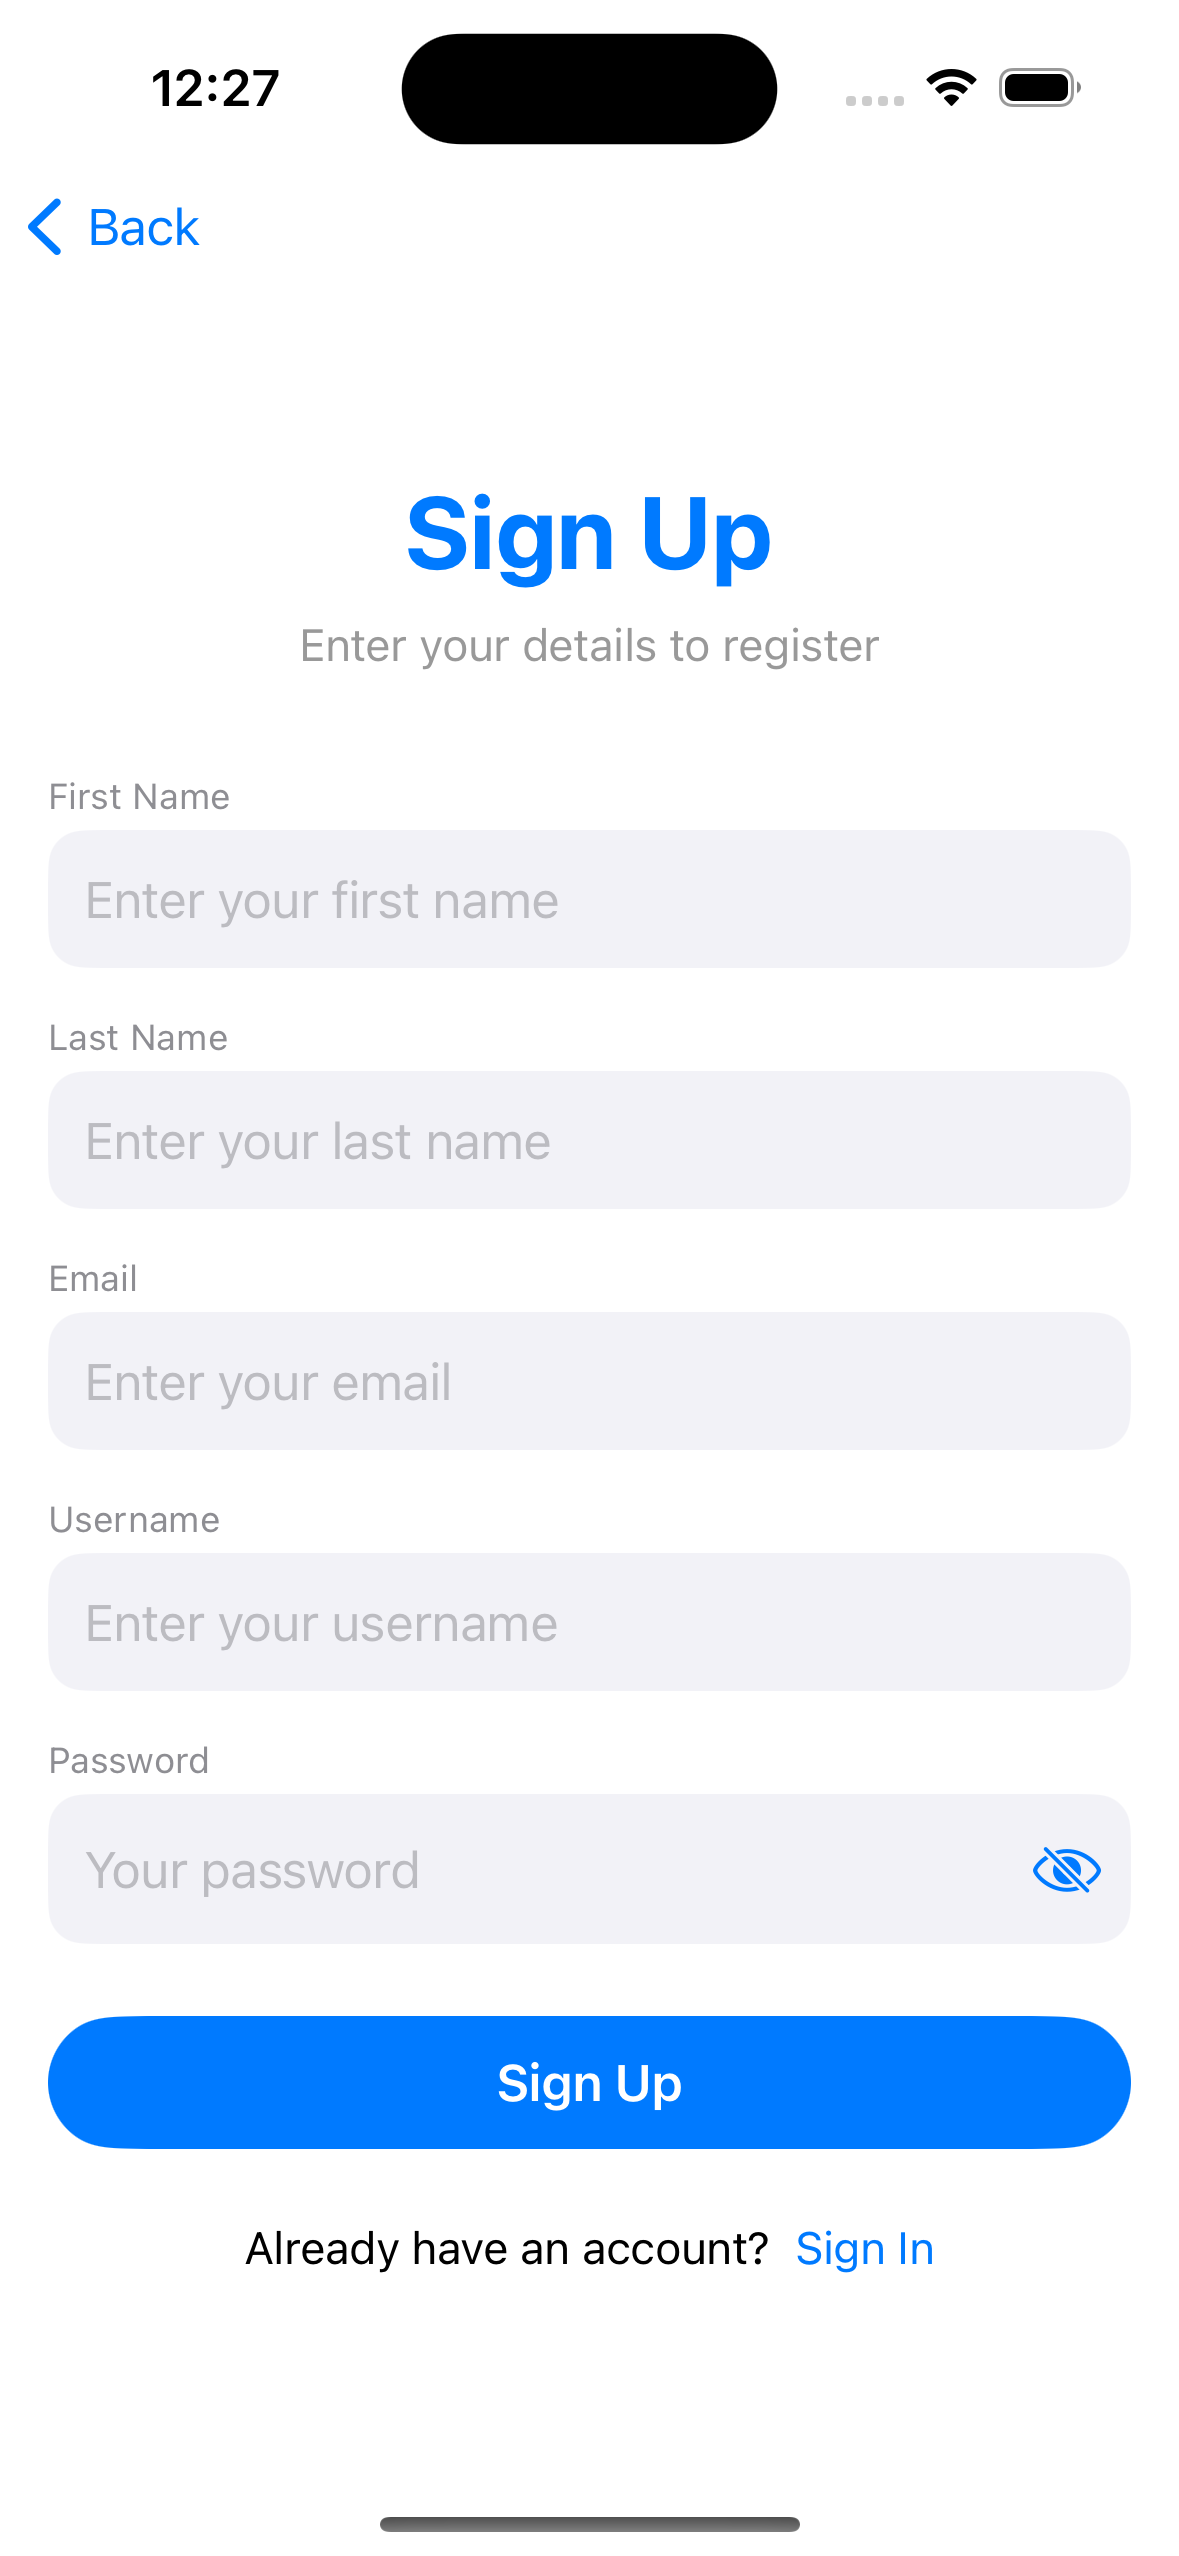 12:27
Back
Sign Up
Enter your details to register
First Name
Enter your first name
Last Name
Enter your last name
Email
Enter your email
Username
Enter your username
Password
Your password
Sign Up
Already have an account? Sign In